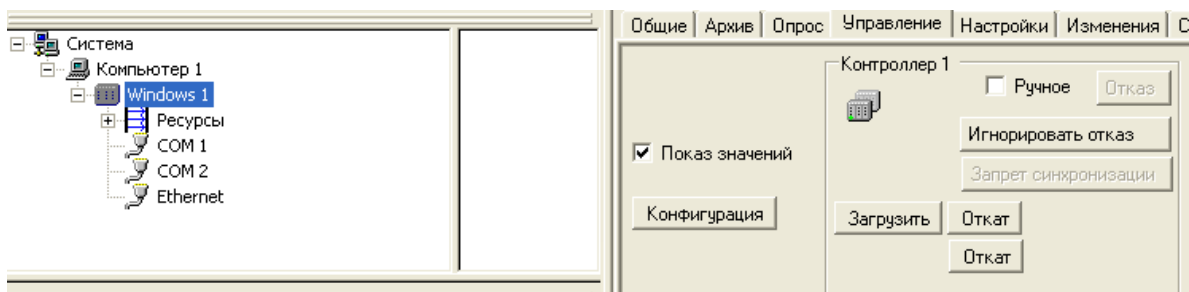 Система
Компьютер 1
Windows 1
Ресурсы
COM 1
COM 2
Ethernet
Общие Архив Опрос Управление Настройки Изменения С
Контроллер 1
Ручное Отказ
Игнорировать отказ
Показ значений
Запрет синхронизации
Конфигурация Загрузить Откат
Откат